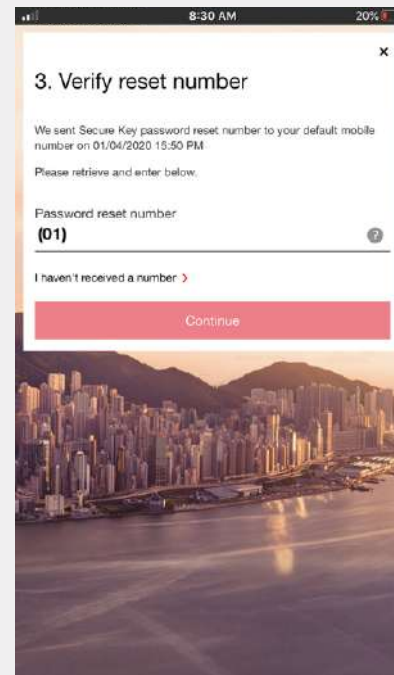 8:30 AM
20%
×
3. Verify reset number
We sent Secure Key password reset number to your default mobile
number on 01/04/2020 15:50 PM
Please retrieve and enter below.
Password reset number
(01)
?
I haven't received a number >
Continue